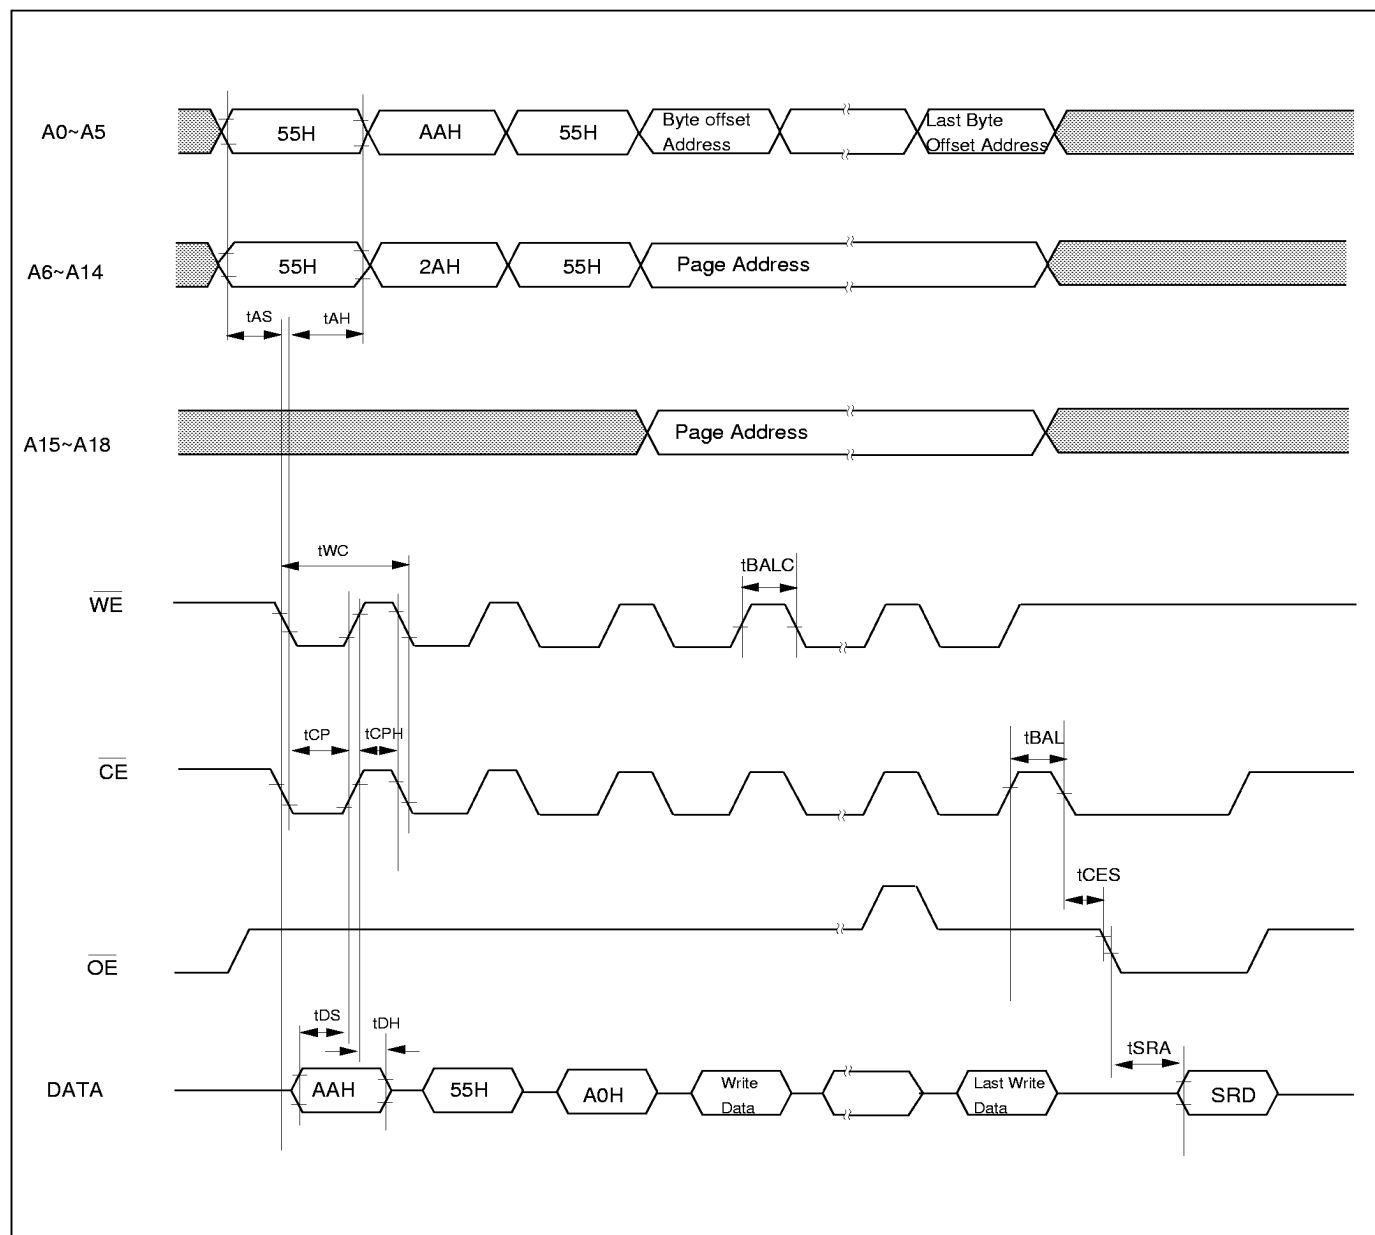 A0~A5
55H
AAH
55H
Byte offset
Address
Last Byte
Offset Address
A6~A14
55H
2AH
55H
Page Address
tAS
tAH
A15~A18
Page Address
tWC
tBALC
WE
tCP
tCPH
tBAL
CE
tCES
OE
tDS
tDH
tSRA
DATA
AAH
55H
A0H
Write
Data
Last Write
Data
SRD